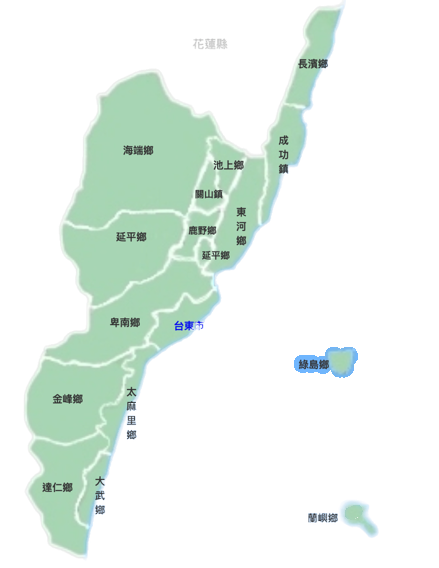 花蓮縣
長濱鄉
成功鎮
海端鄉
池上鄉
關山鎮
東河鄉
鹿野鄉
延平鄉
延平鄉
卑南鄉
台東市
綠島鄉
金峰鄉
太麻里鄉
達仁鄉
大武鄉
蘭嶼鄉